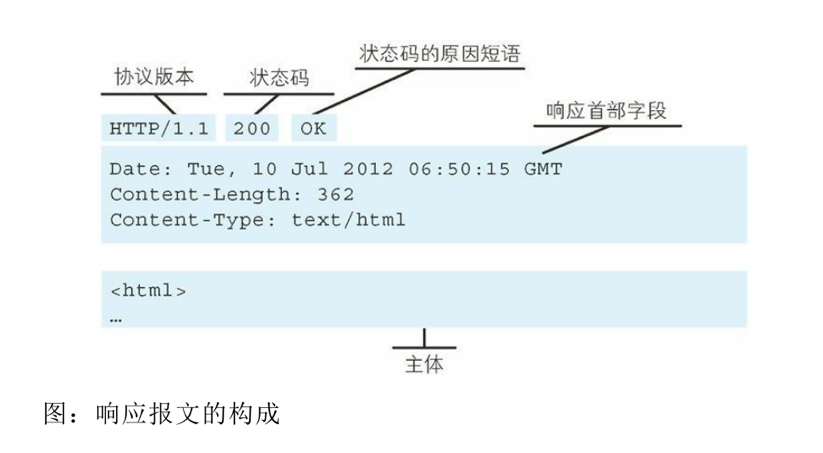 状态码的原因短语
协议版本 状态码
响应首部字段
HTTP/1.1 200 OK
Date: Tue, 10 Jul 2012 06:50:15 GMT
Content-Length: 362
Content-Type: text/html
<html>
…
主体
图：响应报文的构成